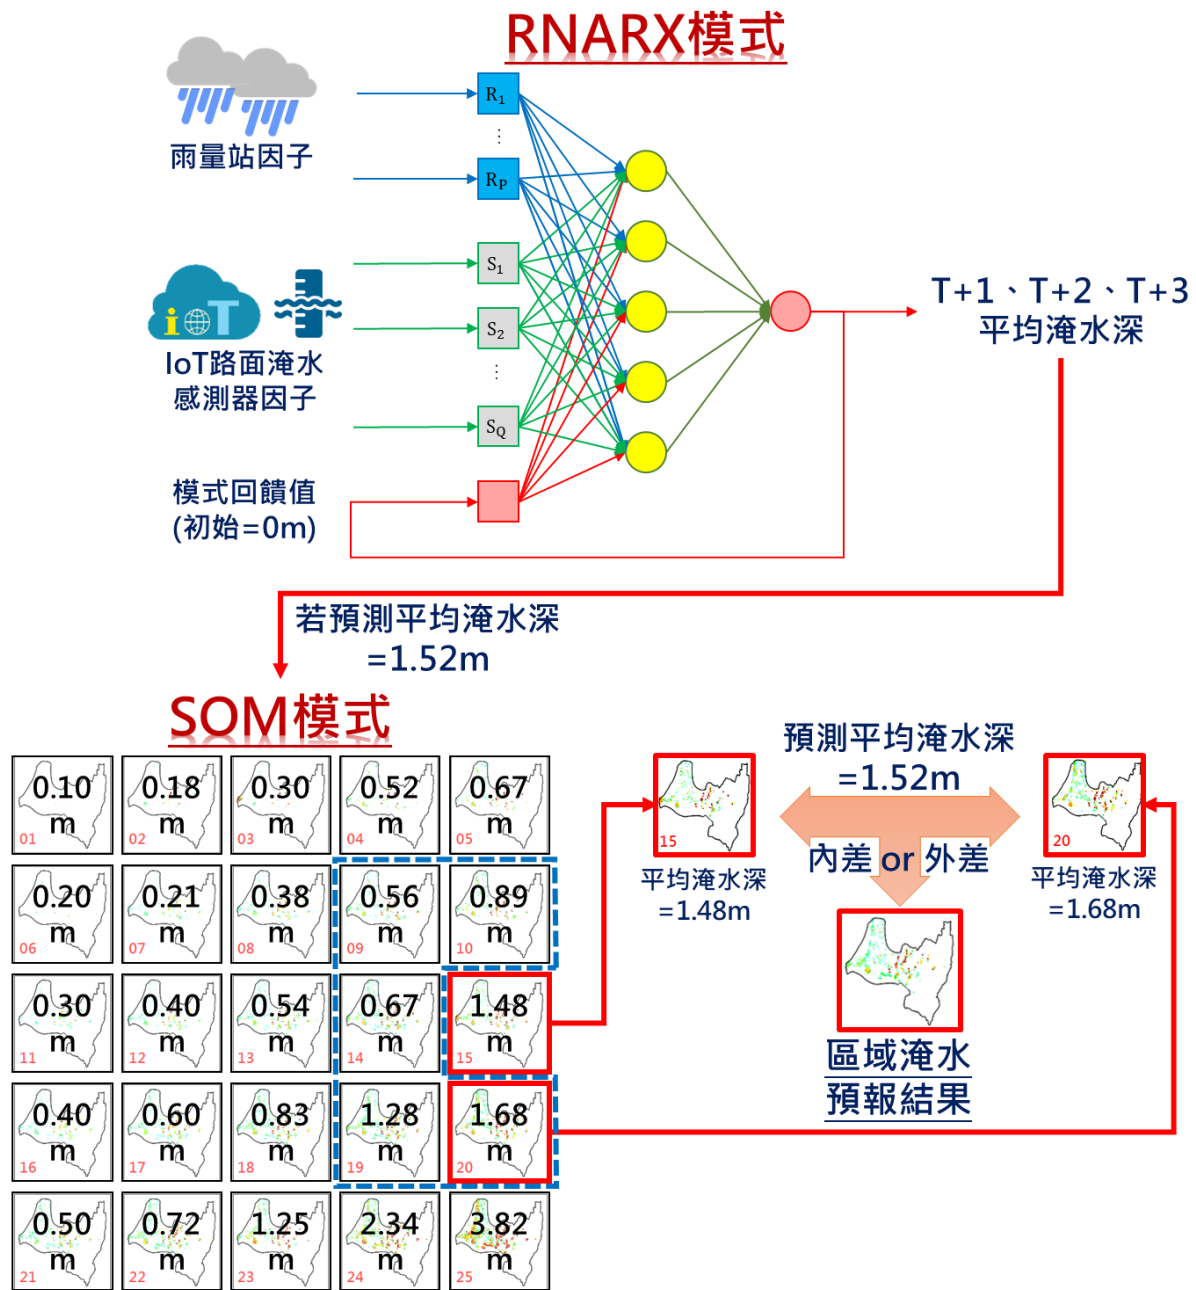 RNARX模式
雨量站因子
R1
⋮
RP
S1
S2
⋮
SQ
iOT
IoT路面淹水
感測器因子
模式回饋值
(初始=0m)
T+1、T+2、T+3
平均淹水深
若預測平均淹水深
=1.52m
SOM模式
0.10 m 01
0.18 m 02
0.30 m 03
0.52 m 04
0.67 m 05
0.20 m 06
0.21 m 07
0.38 m 08
0.56 m 09
0.89 m 10
0.30 m 11
0.40 m 12
0.54 m 13
0.67 m 14
1.48 m 15
0.40 m 16
0.60 m 17
0.83 m 18
1.28 m 19
1.68 m 20
0.50 m 21
0.72 m 22
1.25 m 23
2.34 m 24
3.82 m 25
15
平均淹水深
=1.48m
預測平均淹水深
=1.52m
內差 or 外差
20
平均淹水深
=1.68m
區域淹水
預報結果